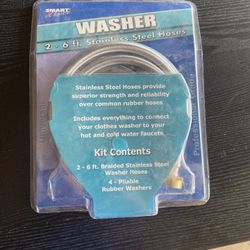 SMART
WASHER
2 - 6 ft. Stainless Steel Hoses
Stainless Steel Hoses provide
superior strength and reliability
over common rubber hoses
Includes everything to connect
your clothes washer to your
hot and cold water faucets
Kit Contents
2 - 6 ft. Braided Stainless Steel
Washer Hoses
4 - Pliable
Rubber Washers